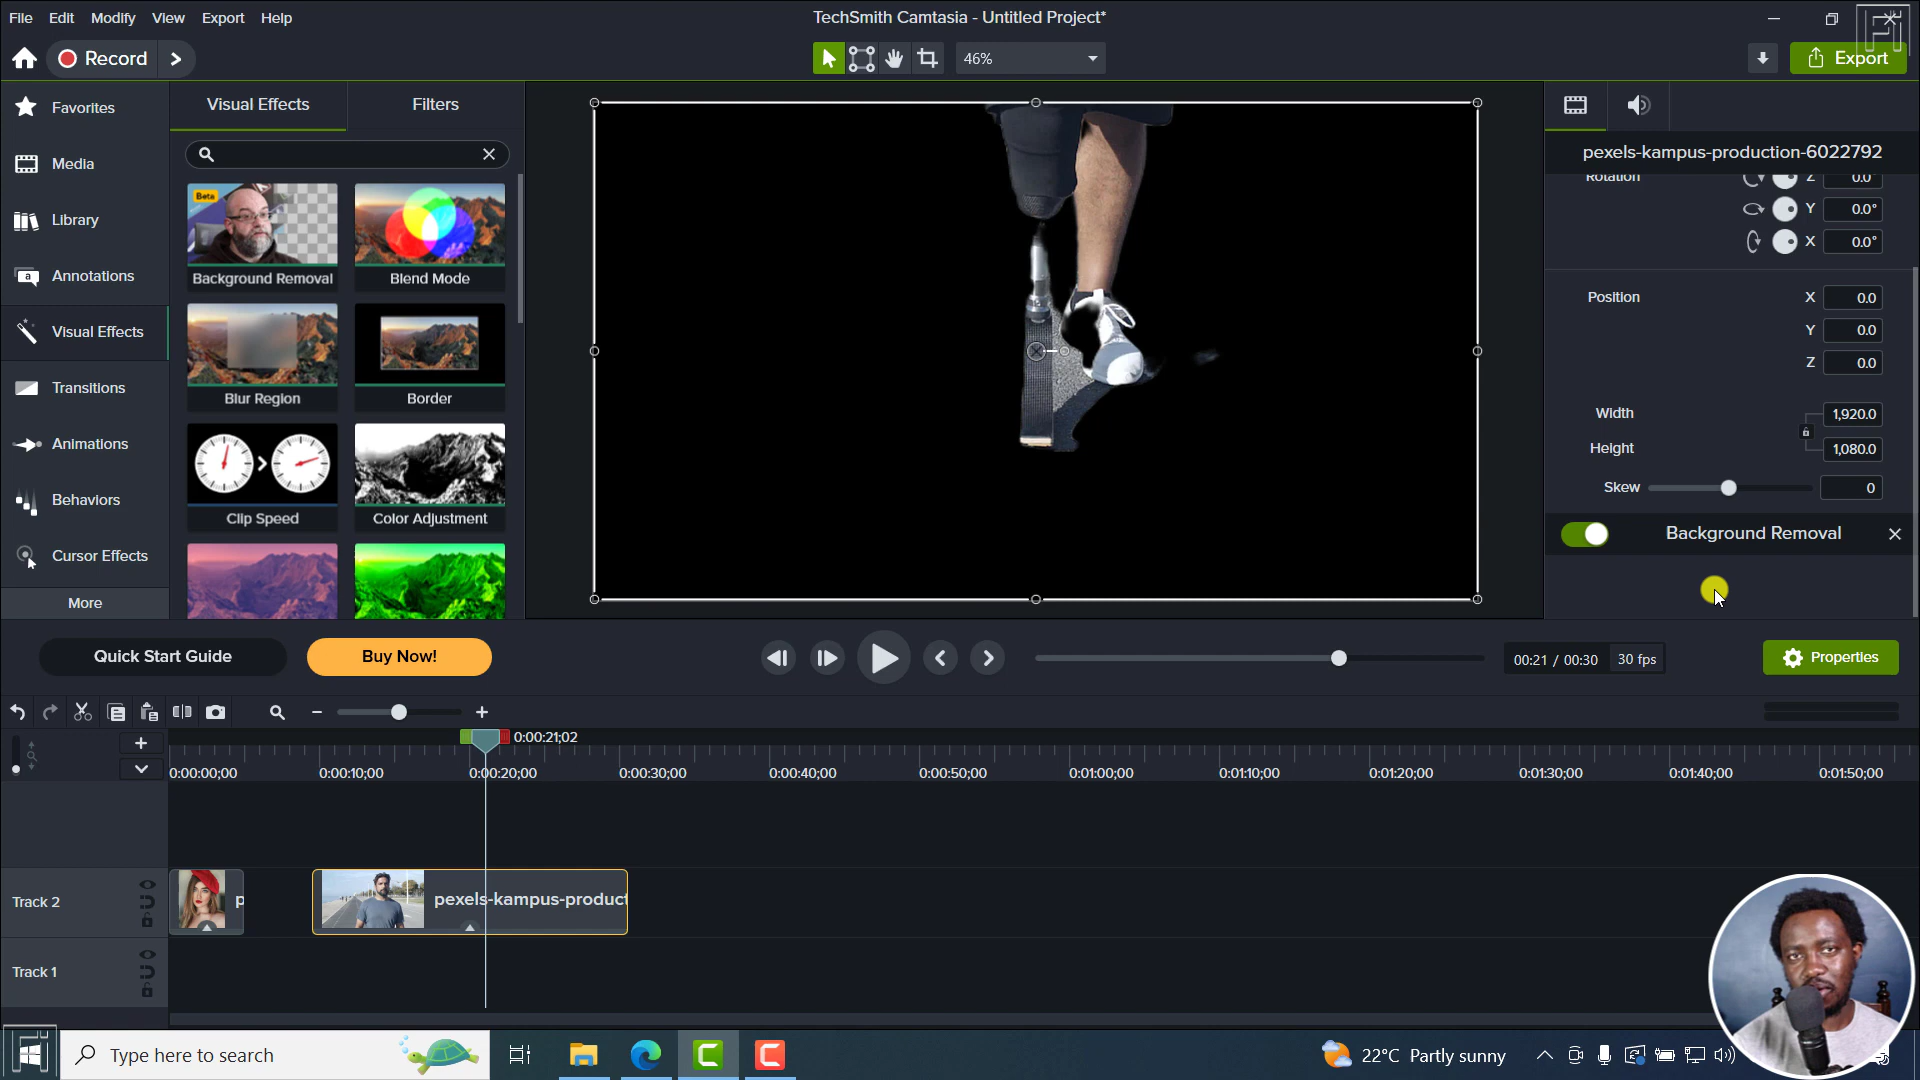 File Edit Modify View Export Help
TechSmith Camtasia - Untitled Project*
Record
46%
Export
Favorites
Media
Library
Annotations
Visual Effects
Transitions
Animations
Behaviors
Cursor Effects
More
Visual Effects Filters
Beta
Background Removal Blend Mode
Blur Region Border
Clip Speed Color Adjustment
pexels-kampus-production-6022792
Rotation Z 0.0°
Y 0.0°
X 0.0°
Position X 0.0
Y 0.0
Z 0.0
Width 1,920.0
Height 1,080.0
Skew 0
Background Removal
Quick Start Guide
Buy Now!
00:21 / 00:30 30 fps
Properties
0:00:21;02
0:00:00;00 0:00:10;00 0:00:20;00 0:00:30;00 0:00:40;00 0:00:50;00 0:01:00;00 0:01:10;00 0:01:20;00 0:01:30;00 0:01:40;00 0:01:50;00
Track 2
p
pexels-kampus-product
Track 1
Type here to search
22°C Partly sunny